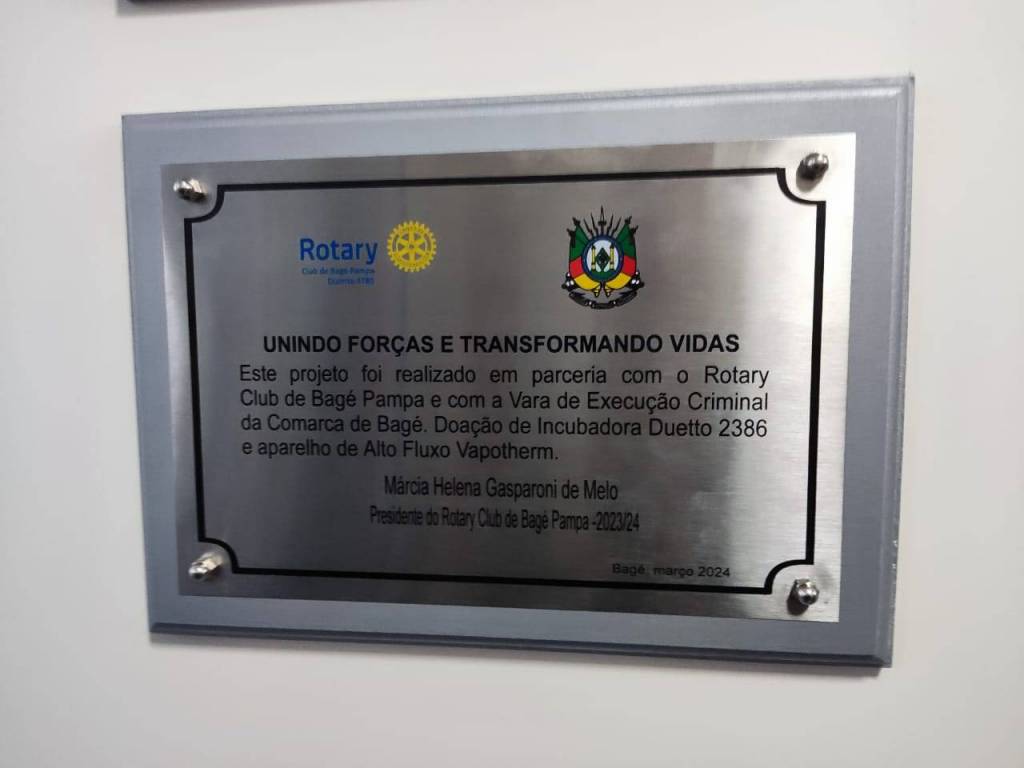 Rotary
Club de Bagé Pampa
Distrito 4780
UNINDO FORÇAS E TRANSFORMANDO VIDAS
Este projeto foi realizado em parceria com o Rotary
Club de Bagé Pampa e com a Vara de Execução Criminal
da Comarca de Bagé. Doação de Incubadora Duetto 2386
e aparelho de Alto Fluxo Vapotherm.
Márcia Helena Gasparoni de Melo
Presidente do Rotary Club de Bagé Pampa -2023/24
Bagé, março 2024